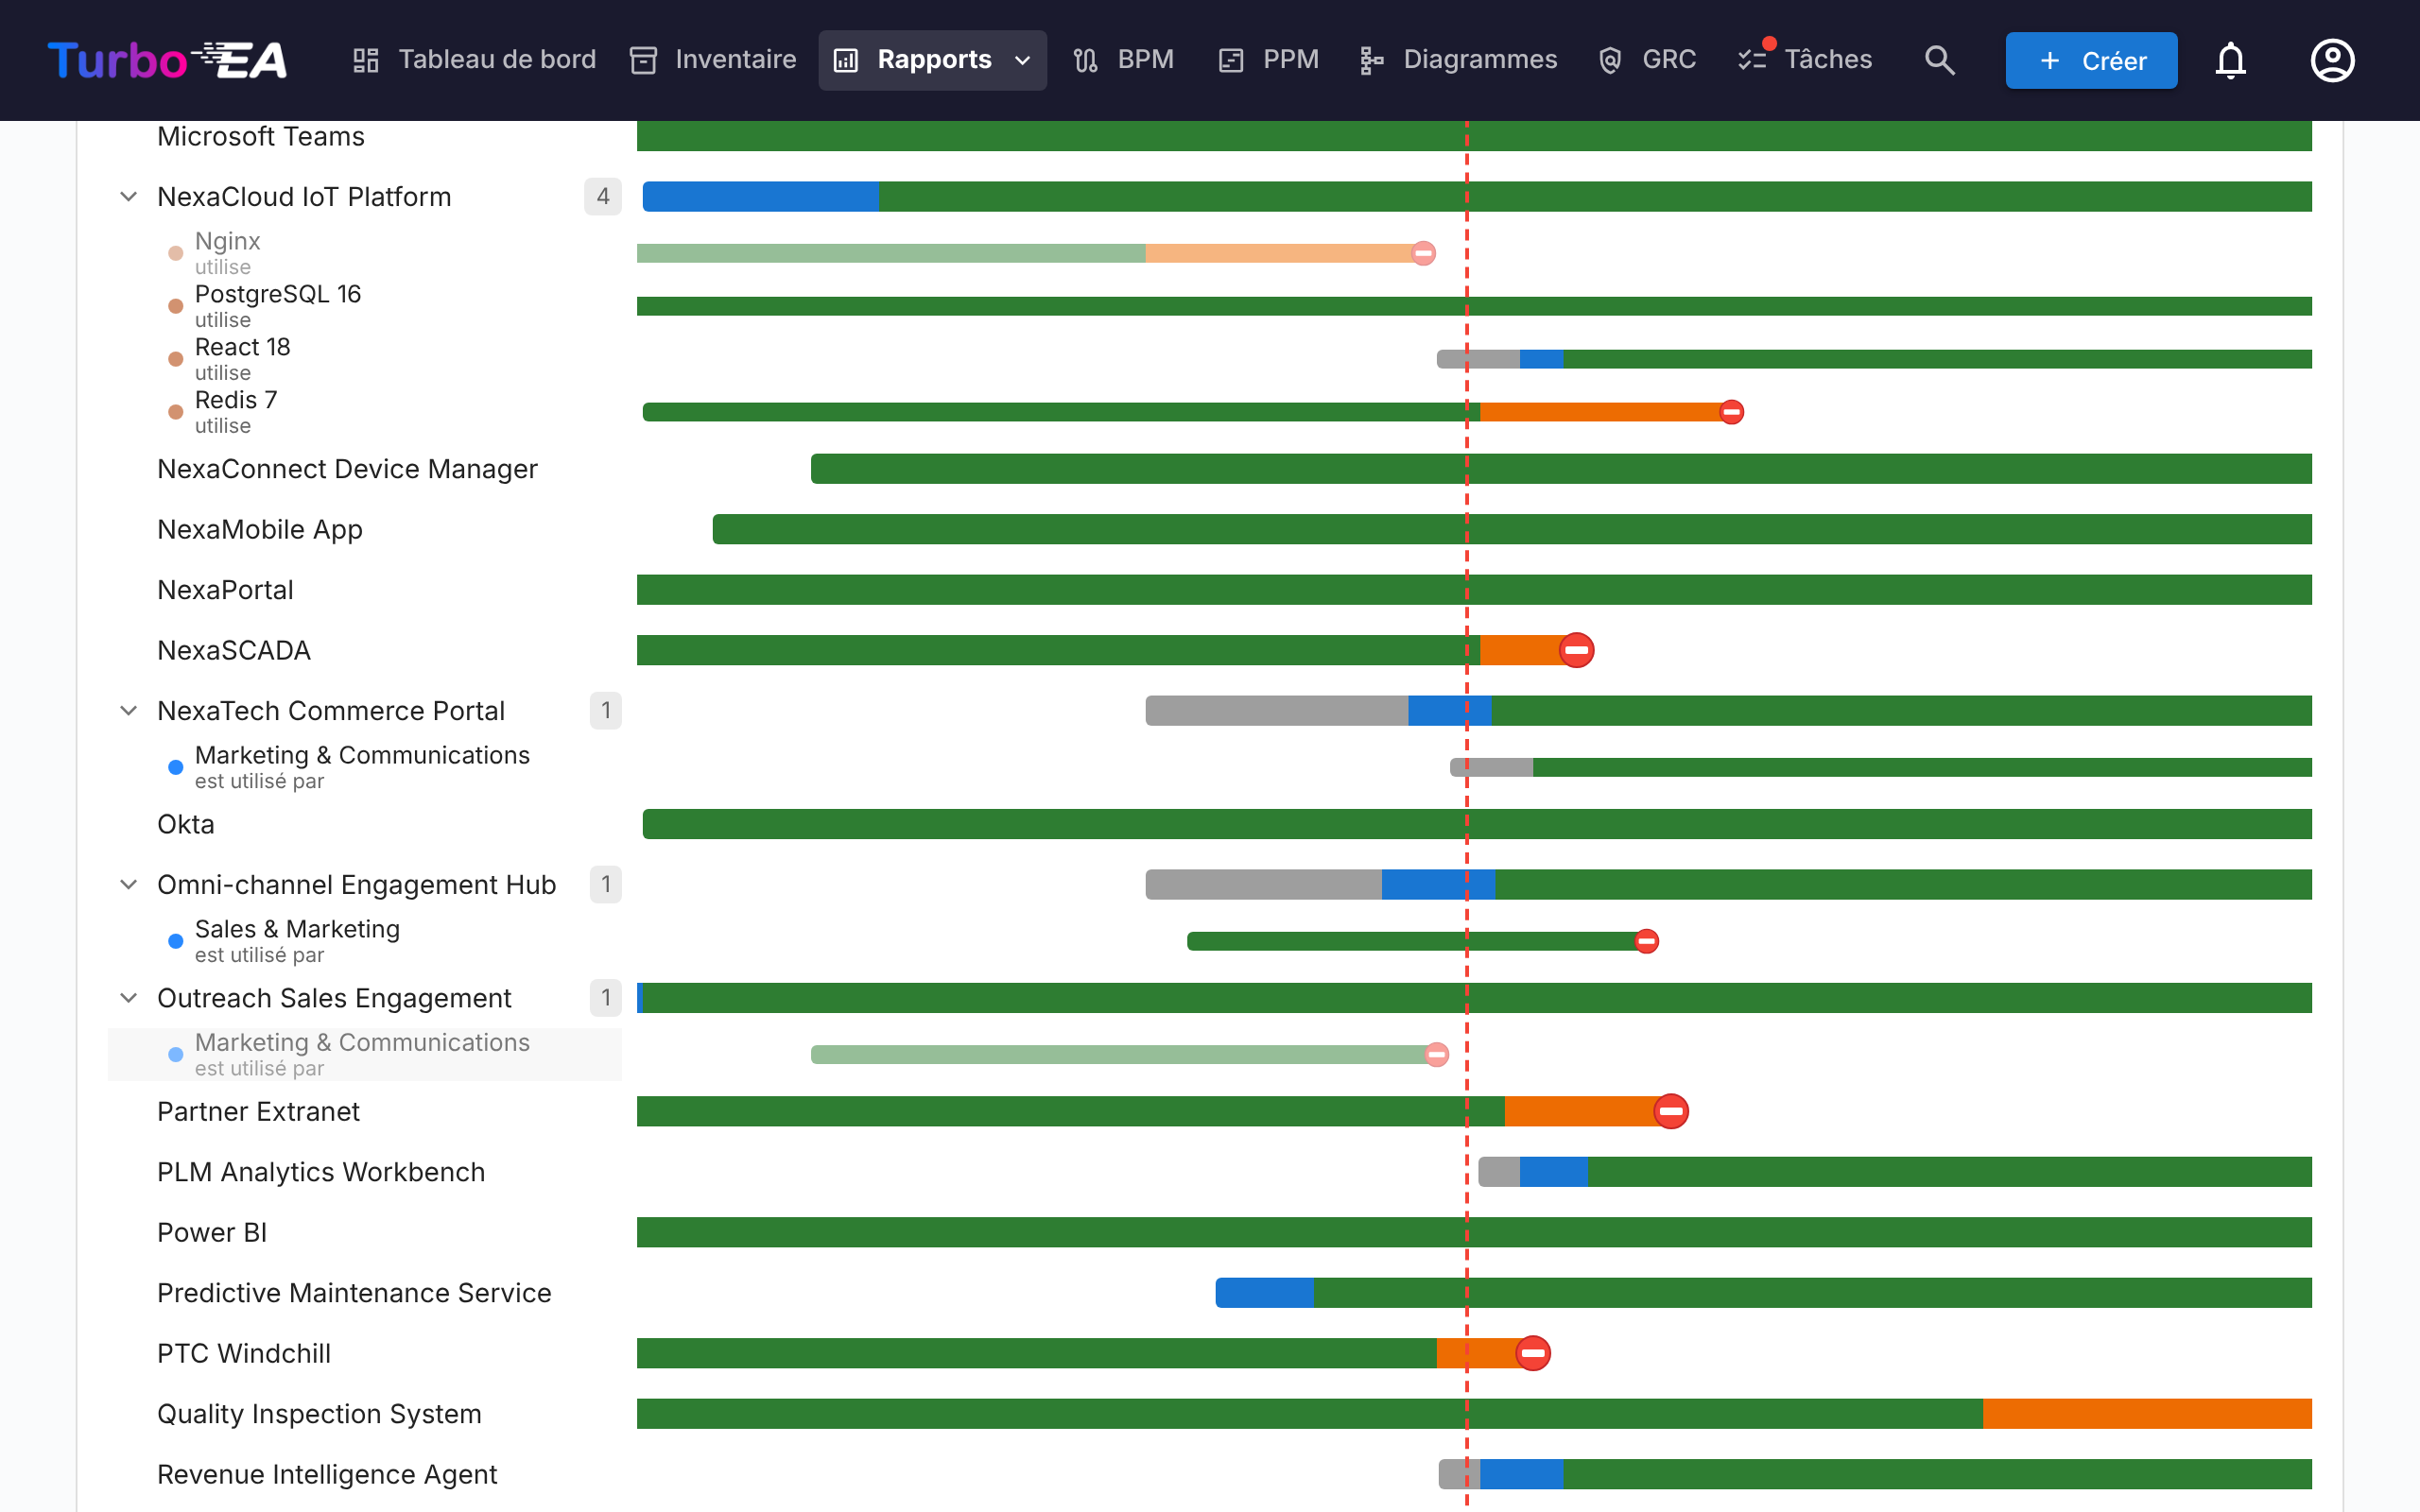 Turbo EA Tableau de bord Inventaire Rapports BPM PPM Diagrammes GRC Tâches + Créer
Microsoft Teams
NexaCloud IoT Platform 4
Nginx
utilise
PostgreSQL 16
utilise
React 18
utilise
Redis 7
utilise
NexaConnect Device Manager
NexaMobile App
NexaPortal
NexaSCADA
NexaTech Commerce Portal 1
Marketing & Communications
est utilisé par
Okta
Omni-channel Engagement Hub 1
Sales & Marketing
est utilisé par
Outreach Sales Engagement 1
Marketing & Communications
est utilisé par
Partner Extranet
PLM Analytics Workbench
Power BI
Predictive Maintenance Service
PTC Windchill
Quality Inspection System
Revenue Intelligence Agent